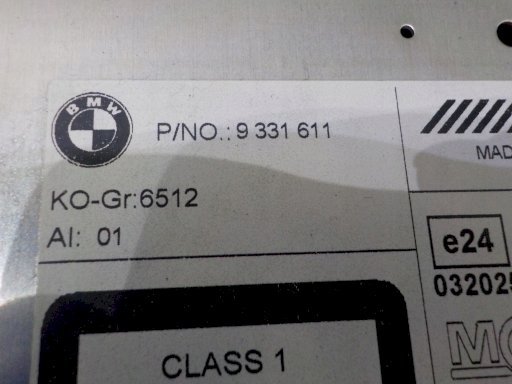 BMW
P/NO.: 9 331 611
KO-Gr:6512
AI: 01
CLASS 1
MAD
e24
032025